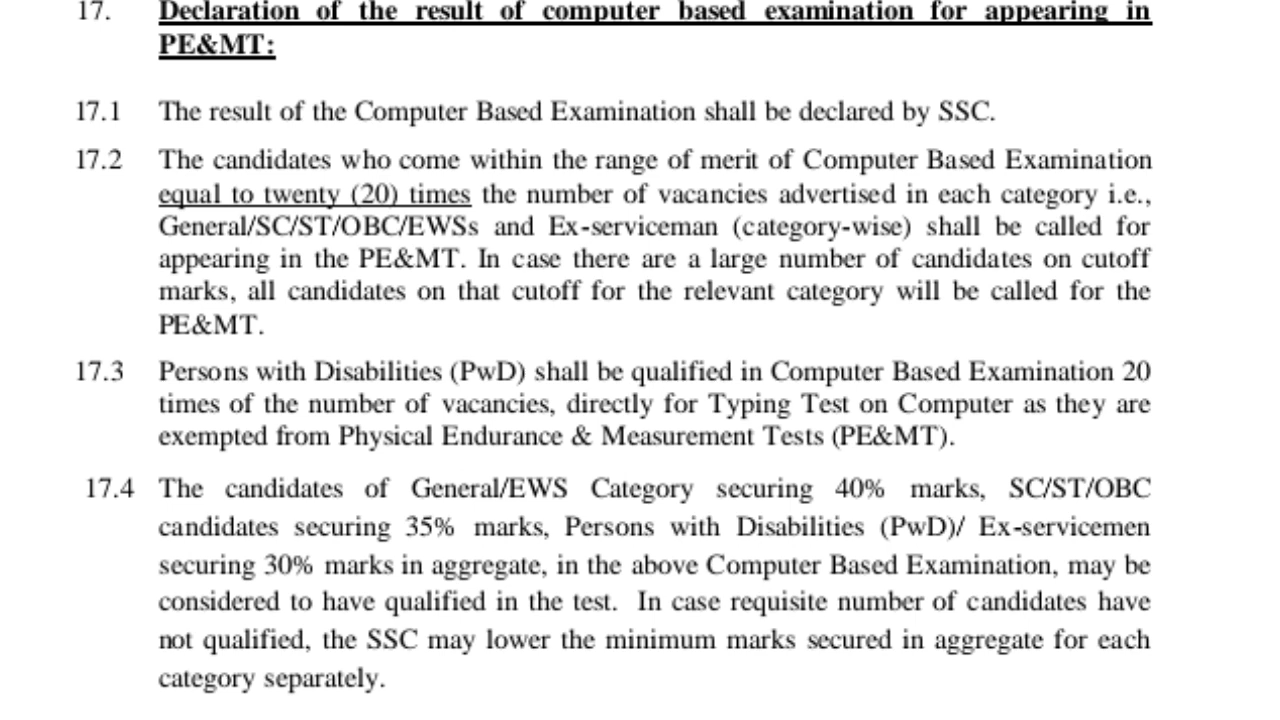 17. Declaration of the result of computer based examination for appearing in
PE&MT:
17.1 The result of the Computer Based Examination shall be declared by SSC.
17.2 The candidates who come within the range of merit of Computer Based Examination
equal to twenty (20) times the number of vacancies advertised in each category i.e.,
General/SC/ST/OBC/EWSs and Ex-serviceman (category-wise) shall be called for
appearing in the PE&MT. In case there are a large number of candidates on cutoff
marks, all candidates on that cutoff for the relevant category will be called for the
PE&MT.
17.3 Persons with Disabilities (PwD) shall be qualified in Computer Based Examination 20
times of the number of vacancies, directly for Typing Test on Computer as they are
exempted from Physical Endurance & Measurement Tests (PE&MT).
17.4 The candidates of General/EWS Category securing 40% marks, SC/ST/OBC
candidates securing 35% marks, Persons with Disabilities (PwD)/ Ex-servicemen
securing 30% marks in aggregate, in the above Computer Based Examination, may be
considered to have qualified in the test. In case requisite number of candidates have
not qualified, the SSC may lower the minimum marks secured in aggregate for each
category separately.